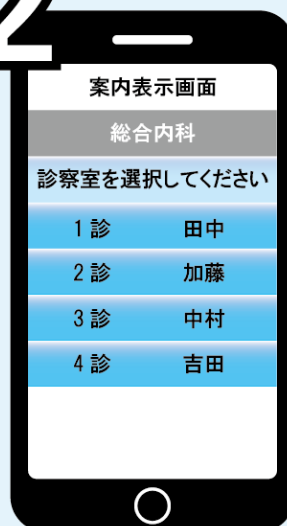 2
案内表示画面
総合内科
診察室を選択してください
1診 田中
2診 加藤
3診 中村
4診 吉田